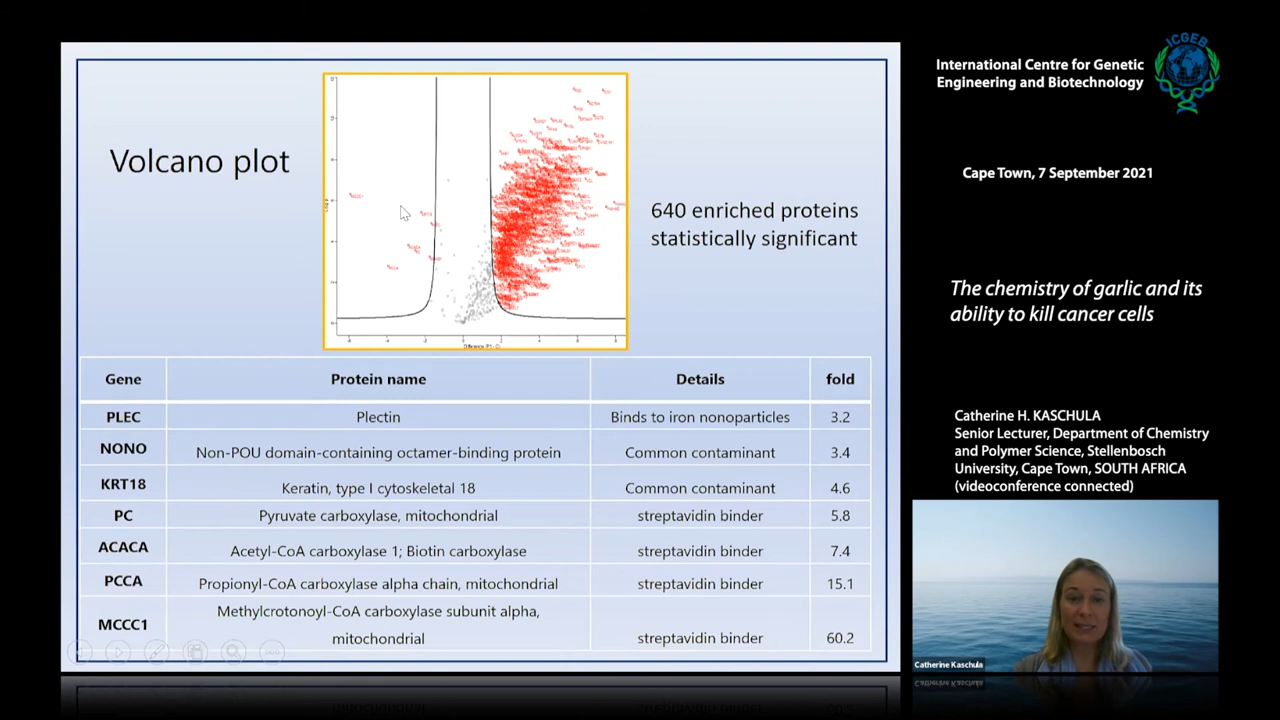 Volcano plot
640 enriched proteins
statistically significant
Gene Protein name Details fold
PLEC Plectin Binds to iron nonoparticles 3.2
NONO Non-POU domain-containing octamer-binding protein Common contaminant 3.4
KRT18 Keratin, type I cytoskeletal 18 Common contaminant 4.6
PC Pyruvate carboxylase, mitochondrial streptavidin binder 5.8
ACACA Acetyl-CoA carboxylase 1; Biotin carboxylase streptavidin binder 7.4
PCCA Propionyl-CoA carboxylase alpha chain, mitochondrial streptavidin binder 15.1
MCCC1 Methylcrotonoyl-CoA carboxylase subunit alpha,
mitochondrial streptavidin binder 60.2
International Centre for Genetic
Engineering and Biotechnology
ICGEB
Cape Town, 7 September 2021
The chemistry of garlic and its
ability to kill cancer cells
Catherine H. KASCHULA
Senior Lecturer, Department of Chemistry
and Polymer Science, Stellenbosch
University, Cape Town, SOUTH AFRICA
(videoconference connected)
Catherine Kaschula